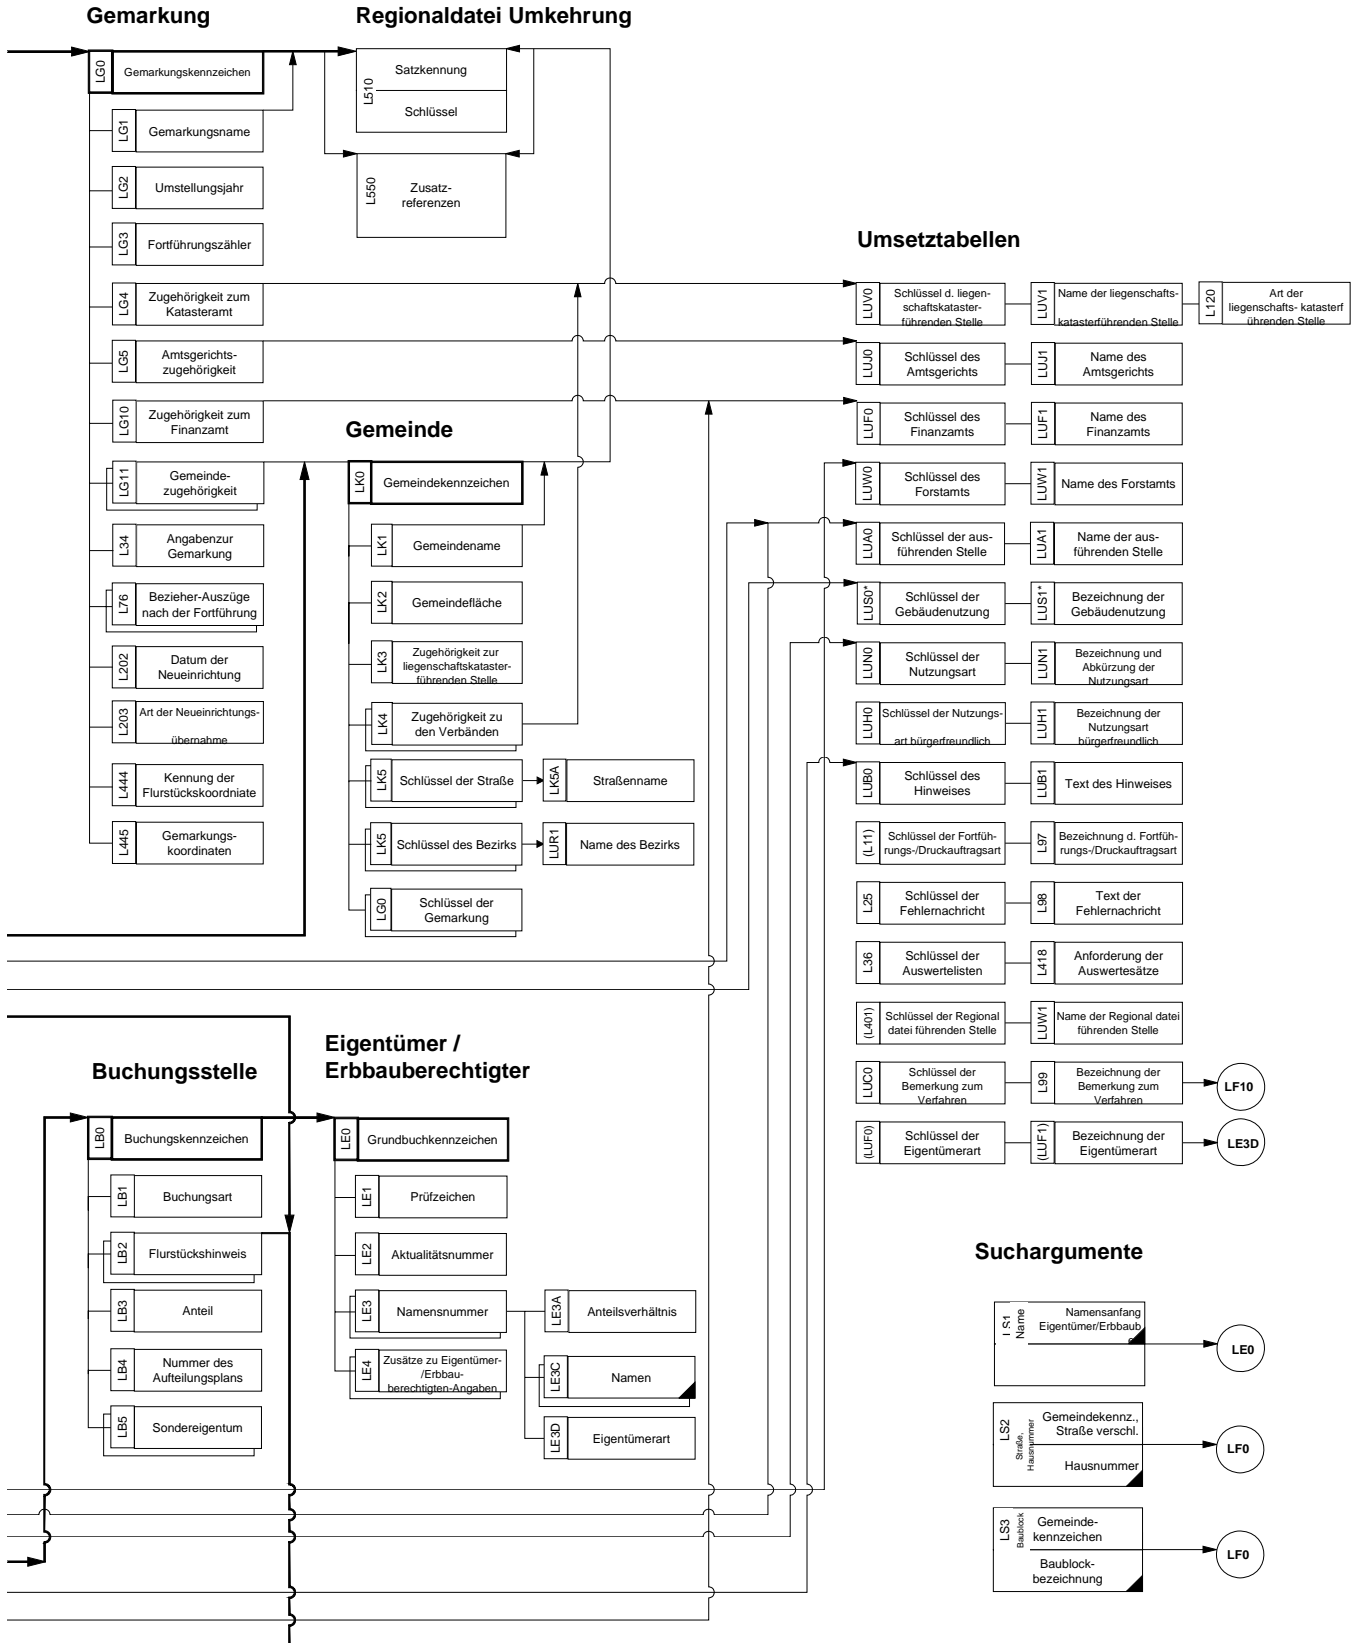 Gemarkung
LG0
Gemarkungskennzeichen
LG1
Gemarkungsname
LG2
Umstellungsjahr
LG3
Fortführungszähler
LG4
Zugehörigkeit zum
Katasteramt
LG5
Amtsgerichts-
zugehörigkeit
LG10
Zugehörigkeit zum
Finanzamt
LG11
Gemeinde-
zugehörigkeit
L34
Angabenzur
Gemarkung
L76
Bezieher-Auszüge
nach der Fortführung
L202
Datum der
Neueinrichtung
L203
Art der Neueinrichtungs-
übernahme
L444
Kennung der
Flurstückskoordniate
L445
Gemarkungs-
koordinaten
Regionaldatei Umkehrung
L510
Satzkennung
Schlüssel
L550
Zusatz-
referenzen
Gemeinde
LK0
Gemeindekennzeichen
LK1
Gemeindename
LK2
Gemeindefläche
LK3
Zugehörigkeit zur
liegenschaftskataster-
führenden Stelle
LK4
Zugehörigkeit zu
den Verbänden
LK5
Schlüssel der Straße
LK5A
Straßenname
LK5
Schlüssel des Bezirks
LUR1
Name des Bezirks
LG0
Schlüssel der
Gemarkung
Umsetztabellen
LUV0
Schlüssel d. liegen-
schaftskataster-
führenden Stelle
LUV1
Name der liegenschafts-
katasterführenden Stelle
L120
Art der
liegenschafts- katasterf
ührenden Stelle
LUJ0
Schlüssel des
Amtsgerichts
LUJ1
Name des
Amtsgerichts
LUF0
Schlüssel des
Finanzamts
LUF1
Name des
Finanzamts
LUW0
Schlüssel des
Forstamts
LUW1
Name des Forstamts
LUA0
Schlüssel der aus-
führenden Stelle
LUA1
Name der aus-
führenden Stelle
LUS0*
Schlüssel der
Gebäudenutzung
LUS1*
Bezeichnung der
Gebäudenutzung
LUN0
Schlüssel der
Nutzungsart
LUN1
Bezeichnung und
Abkürzung der
Nutzungsart
LUH0
Schlüssel der Nutzungs-
art bürgerfreundlich
LUH1
Bezeichnung der
Nutzungsart
bürgerfreundlich
LUB0
Schlüssel des
Hinweises
LUB1
Text des Hinweises
(L11)
Schlüssel der Fortfüh-
rungs-/Druckauftragsart
L97
Bezeichnung d. Fortfüh-
rungs-/Druckauftragsart
L25
Schlüssel der
Fehlernachricht
L98
Text der
Fehlernachricht
L36
Schlüssel der
Auswertelisten
L418
Anforderung der
Auswertesätze
(L401)
Schlüssel der Regional
datei führenden Stelle
LUW1
Name der Regional datei
führenden Stelle
LUC0
Schlüssel der
Bemerkung zum
Verfahren
L99
Bezeichnung der
Bemerkung zum
Verfahren
LF10
(LUF0)
Schlüssel der
Eigentümerart
(LUF1)
Bezeichnung der
Eigentümerart
LE3D
Buchungsstelle
LB0
Buchungskennzeichen
LB1
Buchungsart
LB2
Flurstückshinweis
LB3
Anteil
LB4
Nummer des
Aufteilungsplans
LB5
Sondereigentum
Eigentümer /
Erbbauberechtigter
LE0
Grundbuchkennzeichen
LE1
Prüfzeichen
LE2
Aktualitätsnummer
LE3
Namensnummer
LE3A
Anteilsverhältnis
LE4
Zusätze zu Eigentümer-
/Erbbau-
berechtigten-Angaben
LE3C
Namen
LE3D
Eigentümerart
Suchargumente
LS1
Name
Namensanfang
Eigentümer/Erbbaub
LE0
LS2
Straße,
Hausnummer
Gemeindekennz.,
Straße verschl.
Hausnummer
LF0
LS3
Baublock
Gemeinde-
kennzeichen
Baublock-
bezeichnung
LF0